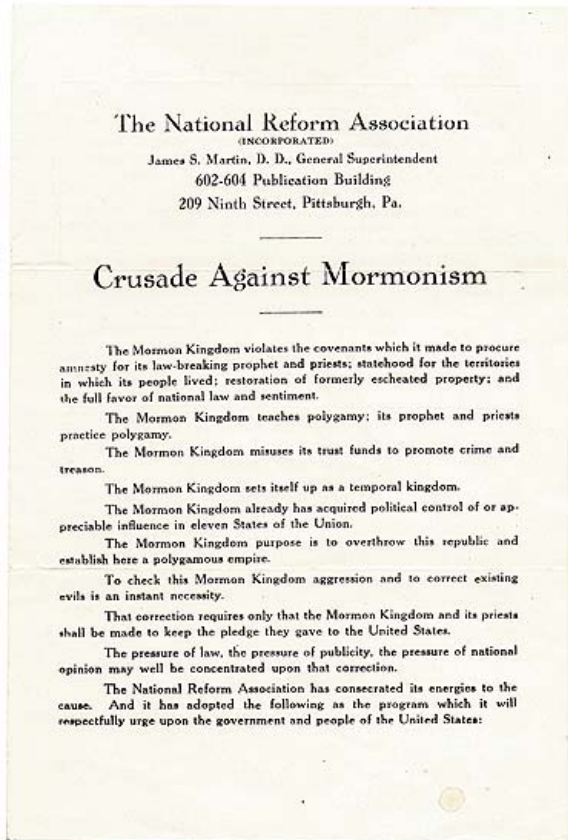 The National Reform Association
(INCORPORATED)
James S. Martin, D. D., General Superintendent
602-604 Publication Building
209 Ninth Street, Pittsburgh, Pa.
Crusade Against Mormonism
The Mormon Kingdom violates the covenants which it made to procure
amnesty for its law-breaking prophet and priests; statehood for the territories
in which its people lived; restoration of formerly escheated property; and
the full favor of national law and sentiment.
The Mormon Kingdom teaches polygamy; its prophet and priests
practice polygamy.
The Mormon Kingdom misuses its trust funds to promote crime and
treason.
The Mormon Kingdom sets itself up as a temporal kingdom.
The Mormon Kingdom already has acquired political control of or ap-
preciable influence in eleven States of the Union.
The Mormon Kingdom purpose is to overthrow this republic and
establish here a polygamous empire.
To check this Mormon Kingdom aggression and to correct existing
evils is an instant necessity.
That correction requires only that the Mormon Kingdom and its priests
shall be made to keep the pledge they gave to the United States.
The pressure of law, the pressure of publicity, the pressure of national
opinion may well be concentrated upon that correction.
The National Reform Association has consecrated its energies to the
cause. And it has adopted the following as the program which it will
respectfully urge upon the government and people of the United States: